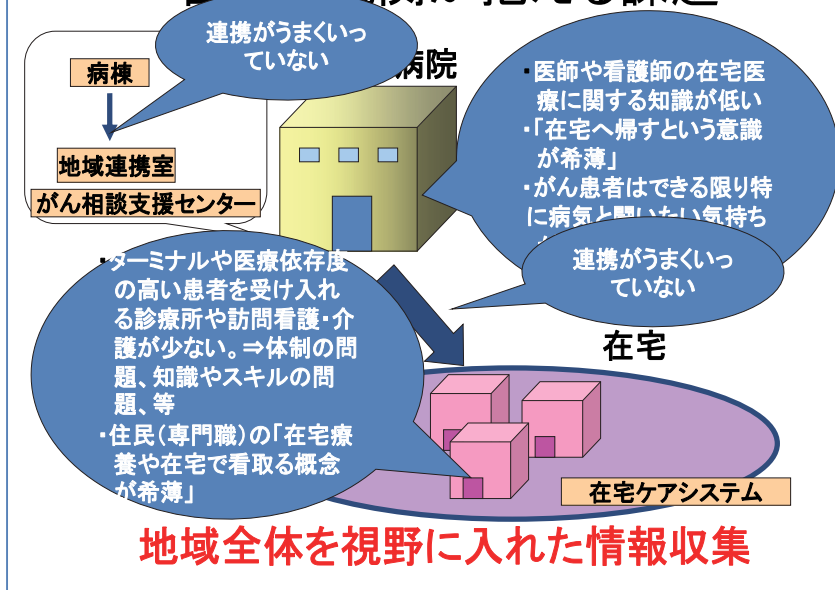 連携がうまくいっ
ていない
病棟
病院
地域連携室
がん相談支援センター
・医師や看護師の在宅医
療に関する知識が低い
・「在宅へ帰すという意識
が希薄」
・がん患者はできる限り特
に病気と闘いたい気持ち
連携がうまくいっ
ていない
・ターミナルや医療依存度
の高い患者を受け入れ
る診療所や訪問看護・介
護が少ない。⇒体制の問
題、知識やスキルの問
題、等
・住民(専門職)の「在宅療
養や在宅で看取る概念
が希薄」
在宅
在宅ケアシステム
地域全体を視野に入れた情報収集